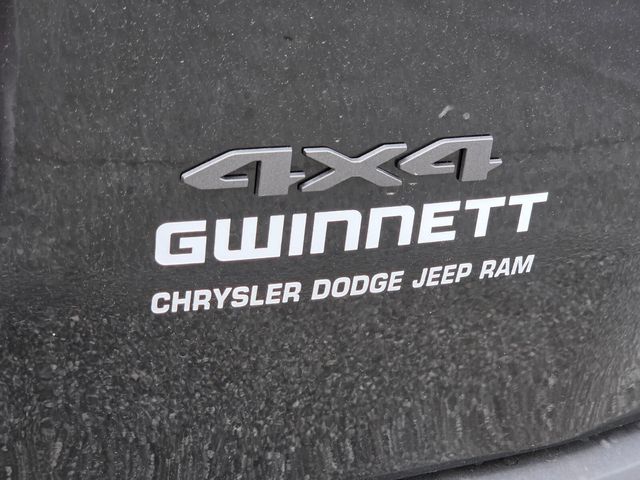 4x4
GWINNETT
CHRYSLER DODGE JEEP RAM